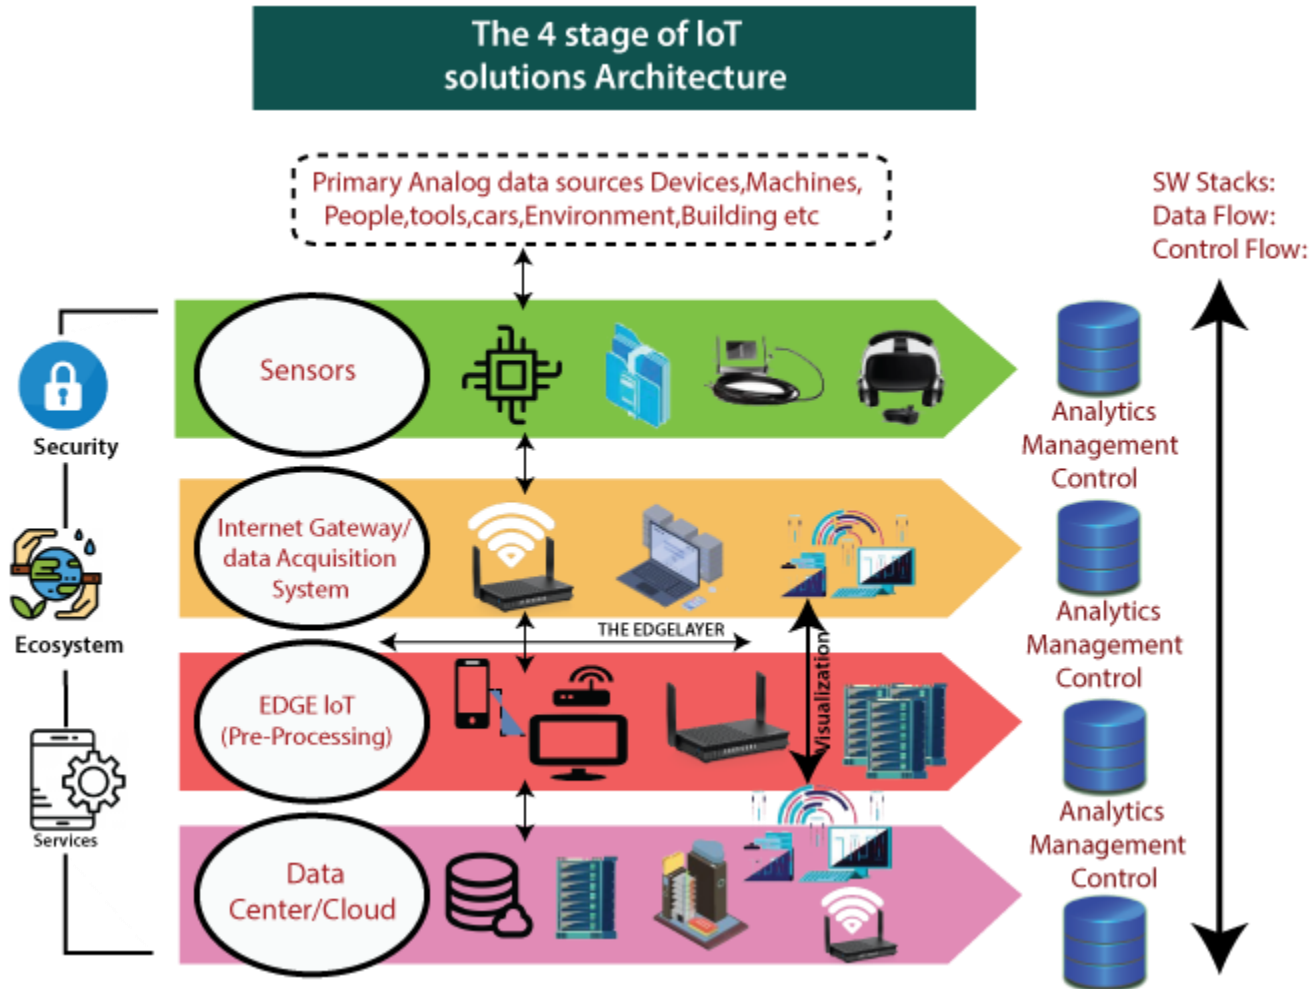 The 4 stage of IoT
solutions Architecture
Primary Analog data sources Devices,Machines,
People,tools,cars,Environment,Building etc
SW Stacks:
Data Flow:
Control Flow:
Sensors
Security
Analytics
Management
Control
Internet Gateway/
data Acquisition
System
Ecosystem
THE EDGELAYER
Visualization
Analytics
Management
Control
EDGE IoT
(Pre-Processing)
Services
Analytics
Management
Control
Data
Center/Cloud